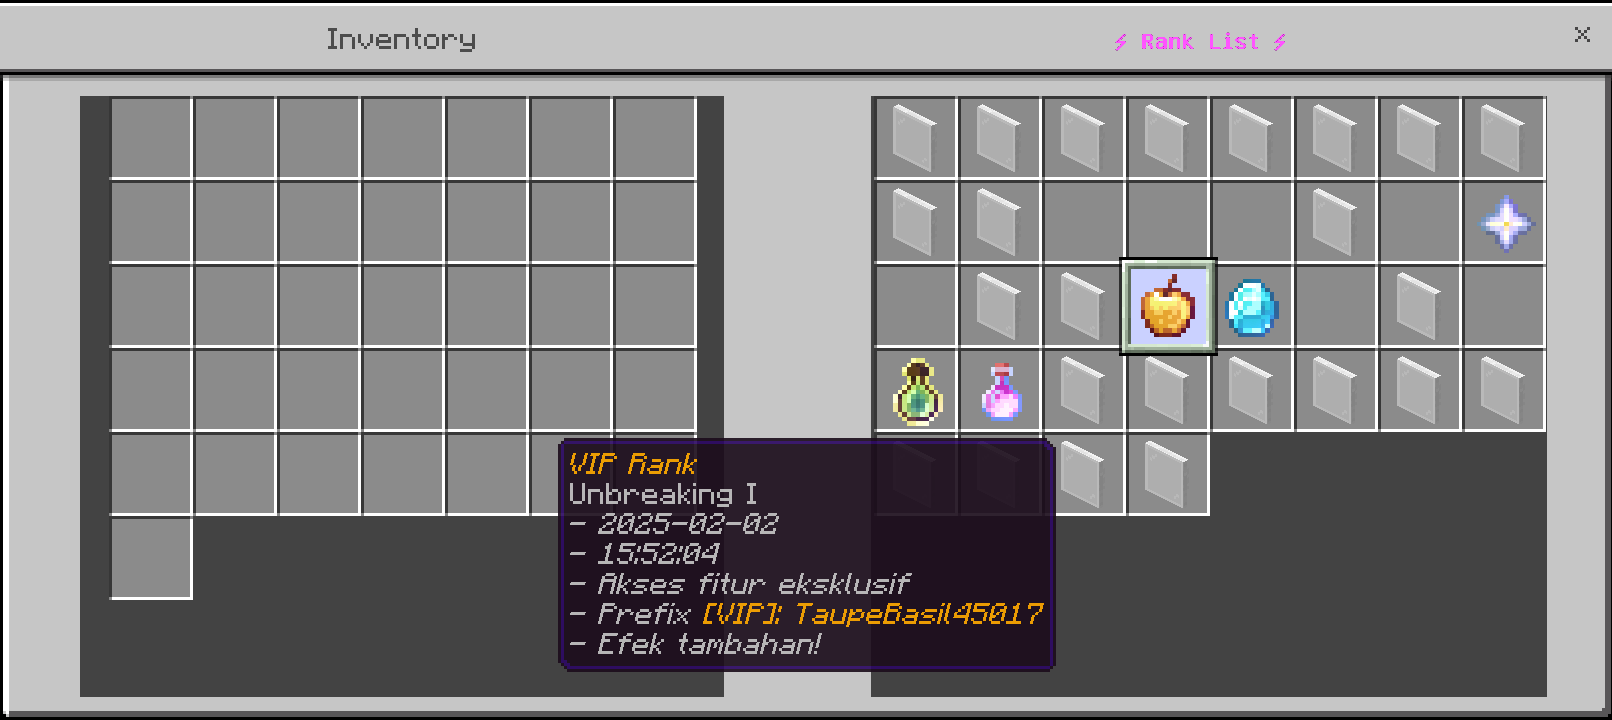 Inventory
⚡ Rank List ⚡
VIP Rank
Unbreaking I
- 2025-02-02
- 15:52:04
- Akses fitur eksklusif
- Prefix [VIP]: TaupeBasil45017
- Efek tambahan!